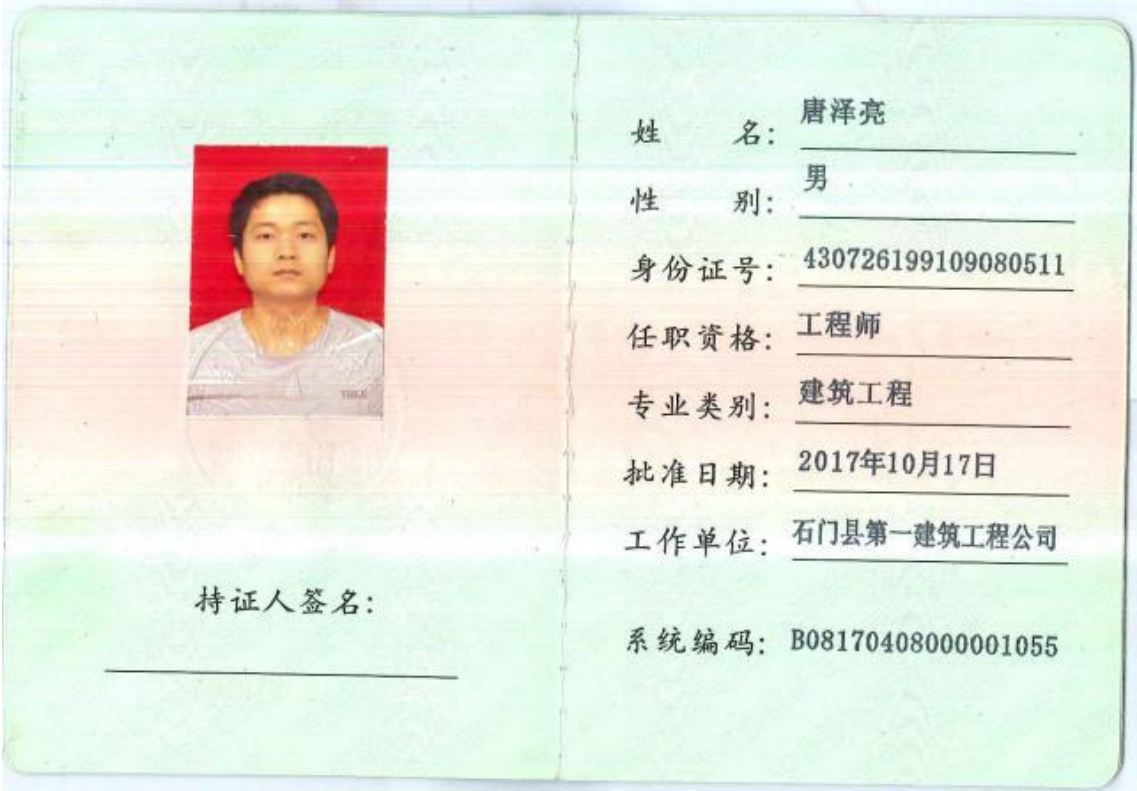 持证人签名：
姓名：唐泽亮
性别：男
身份证号：430726199109080511
任职资格：工程师
专业类别：建筑工程
批准日期：2017年10月17日
工作单位：石门县第一建筑工程公司
系统编码：B08170408000001055